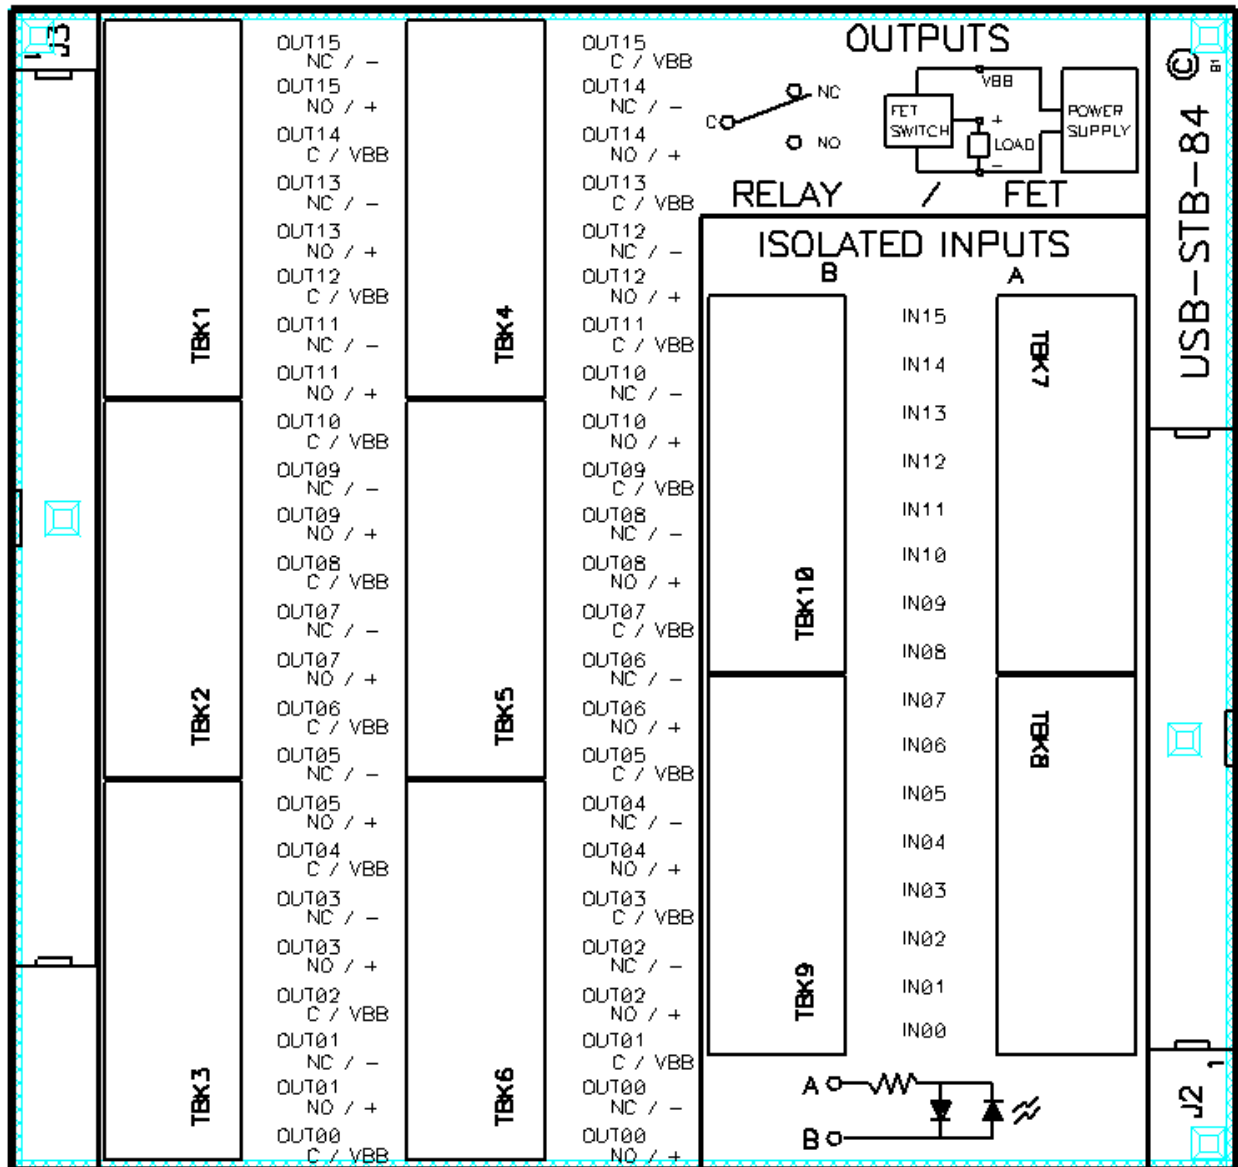 J3
1
TBK1
TBK2
TBK3
OUT15
NC / -
OUT15
NO / +
OUT14
C / VBB
OUT13
NC / -
OUT13
NO / +
OUT12
C / VBB
OUT11
NC / -
OUT11
NO / +
OUT10
C / VBB
OUT09
NC / -
OUT09
NO / +
OUT08
C / VBB
OUT07
NC / -
OUT07
NO / +
OUT06
C / VBB
OUT05
NC / -
OUT05
NO / +
OUT04
C / VBB
OUT03
NC / -
OUT03
NO / +
OUT02
C / VBB
OUT01
NC / -
OUT01
NO / +
OUT00
C / VBB
TBK4
TBK5
TBK6
OUT15
C / VBB
OUT14
NC / -
OUT14
NO / +
OUT13
C / VBB
OUT12
NC / -
OUT12
NO / +
OUT11
C / VBB
OUT10
NC / -
OUT10
NO / +
OUT09
C / VBB
OUT08
NC / -
OUT08
NO / +
OUT07
C / VBB
OUT06
NC / -
OUT06
NO / +
OUT05
C / VBB
OUT04
NC / -
OUT04
NO / +
OUT03
C / VBB
OUT02
NC / -
OUT02
NO / +
OUT01
C / VBB
OUT00
NC / -
OUT00
NO / +
OUTPUTS
NC
C
NO
VBB
FET
SWITCH
+
LOAD
-
POWER
SUPPLY
RELAY / FET
ISOLATED INPUTS
B A
TBK10
TBK9
IN15
IN14
IN13
IN12
IN11
IN10
IN09
IN08
IN07
IN06
IN05
IN04
IN03
IN02
IN01
IN00
TBK7
TBK8
A
B
USB-STB-84 ©
B1
J2
1